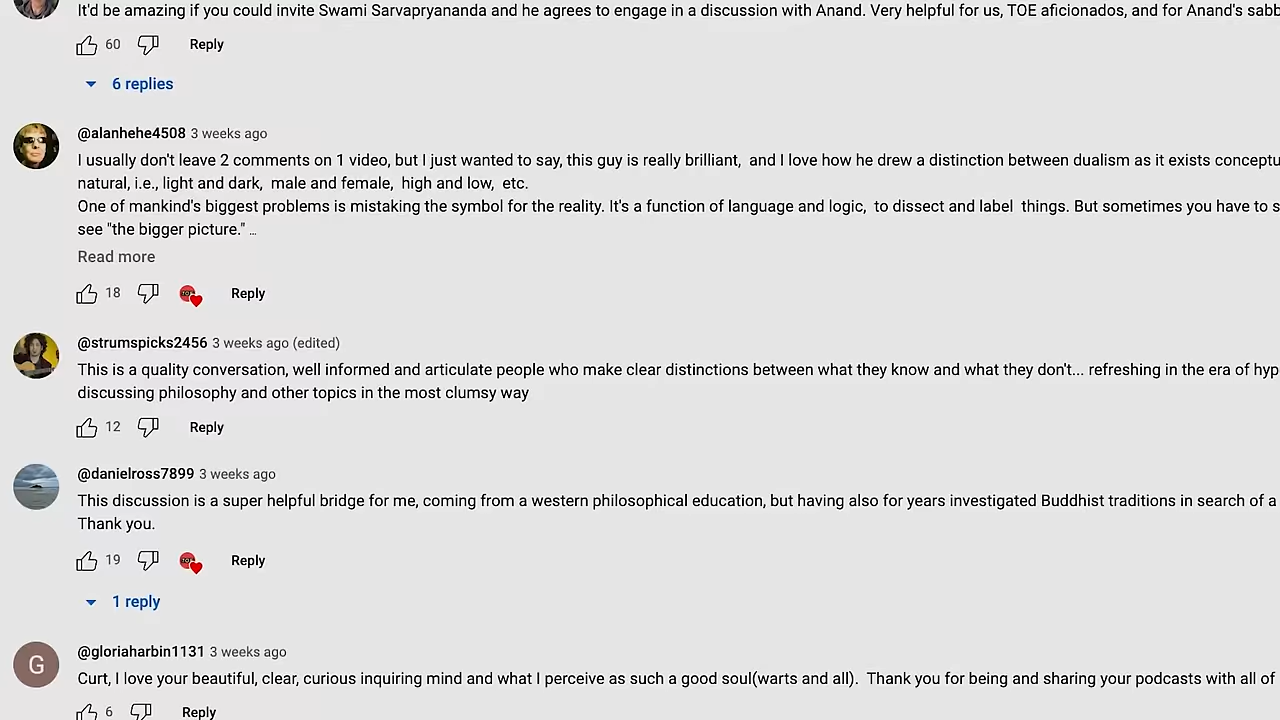 It'd be amazing if you could invite Swami Sarvapryananda and he agrees to engage in a discussion with Anand. Very helpful for us, TOE aficionados, and for Anand's sabb
60 Reply
6 replies
@alanhehe4508 3 weeks ago
I usually don't leave 2 comments on 1 video, but I just wanted to say, this guy is really brilliant, and I love how he drew a distinction between dualism as it exists conceptu
natural, i.e., light and dark, male and female, high and low, etc.
One of mankind's biggest problems is mistaking the symbol for the reality. It's a function of language and logic, to dissect and label things. But sometimes you have to s
see "the bigger picture." ...
Read more
18 Reply
@strumspicks2456 3 weeks ago (edited)
This is a quality conversation, well informed and articulate people who make clear distinctions between what they know and what they don't... refreshing in the era of hyp
discussing philosophy and other topics in the most clumsy way
12 Reply
@danielross7899 3 weeks ago
This discussion is a super helpful bridge for me, coming from a western philosophical education, but having also for years investigated Buddhist traditions in search of a
Thank you.
19 Reply
1 reply
G
@gloriaharbin1131 3 weeks ago
Curt, I love your beautiful, clear, curious inquiring mind and what I perceive as such a good soul(warts and all). Thank you for being and sharing your podcasts with all of
6 Reply